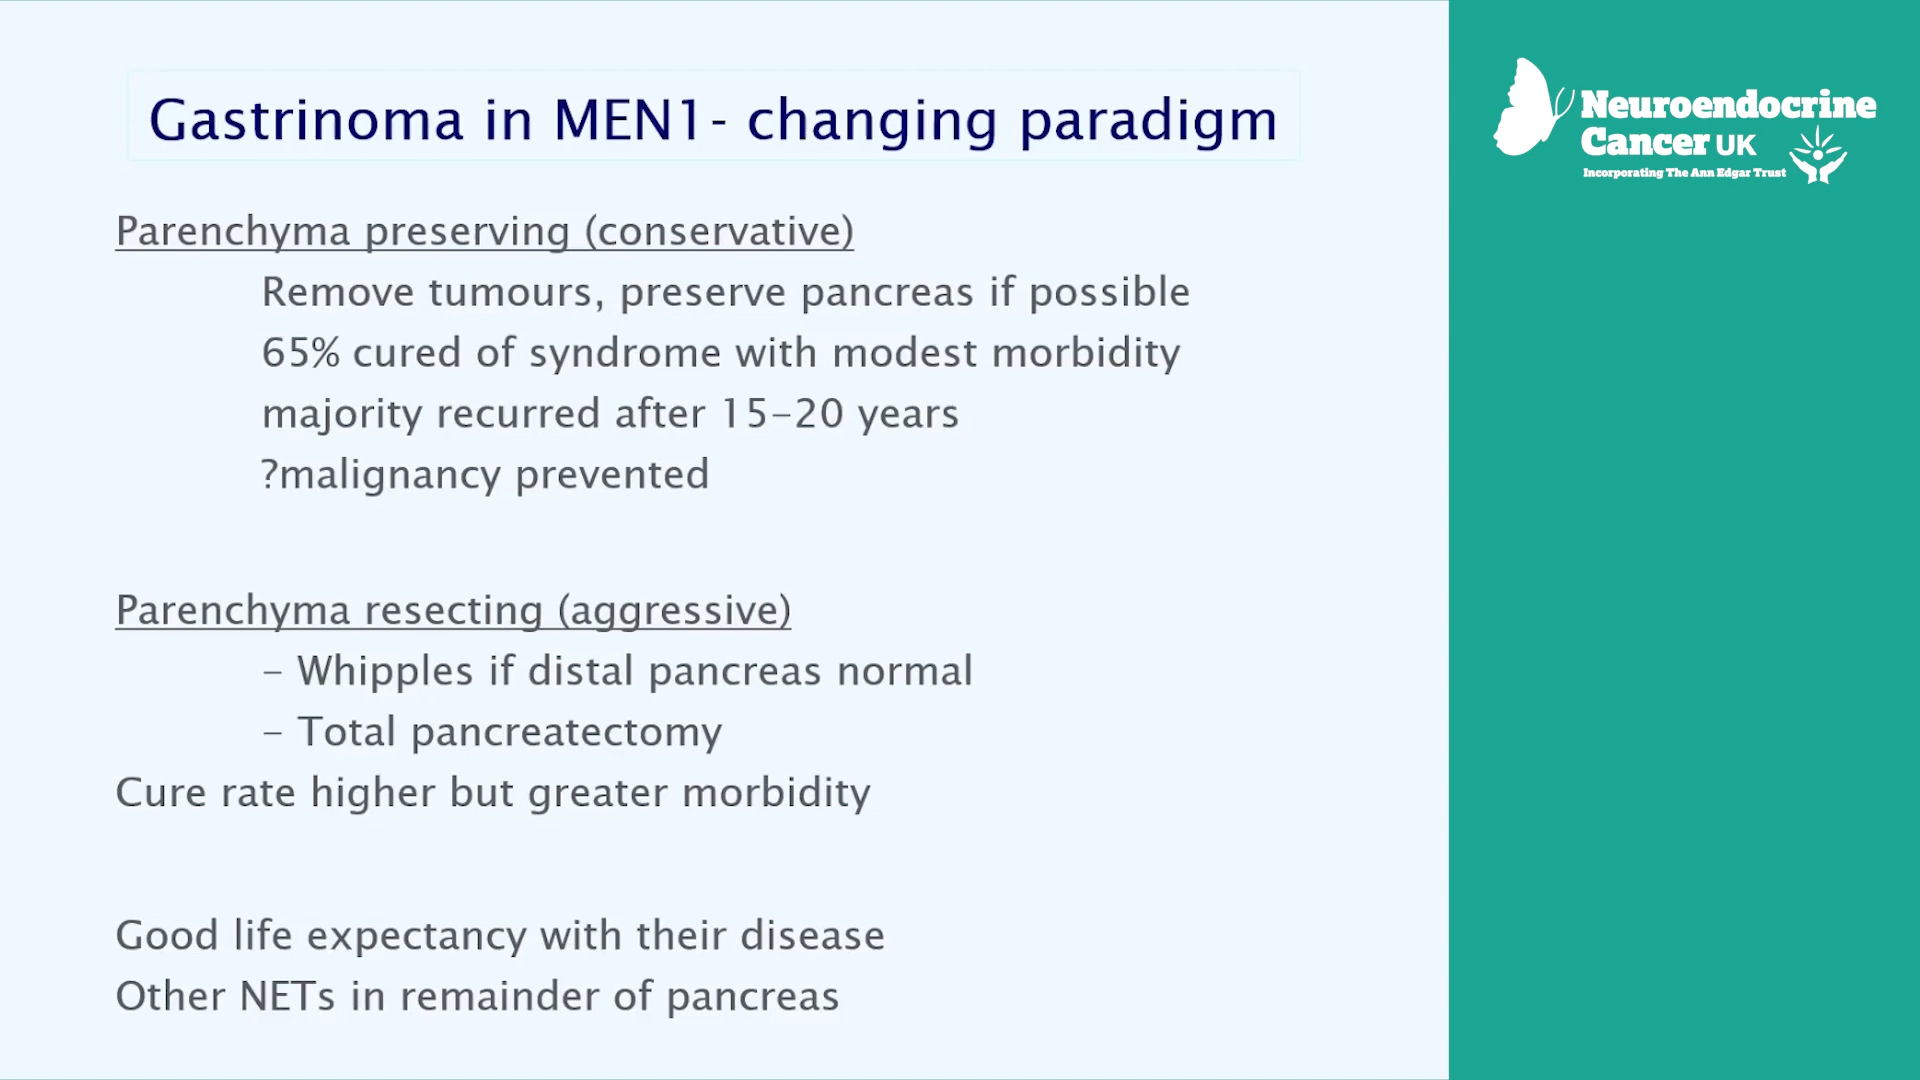 Gastrinoma in MEN1- changing paradigm
Parenchyma preserving (conservative)
Remove tumours, preserve pancreas if possible
65% cured of syndrome with modest morbidity
majority recurred after 15–20 years
?malignancy prevented
Parenchyma resecting (aggressive)
– Whipples if distal pancreas normal
– Total pancreatectomy
Cure rate higher but greater morbidity
Good life expectancy with their disease
Other NETs in remainder of pancreas
Neuroendocrine
Cancer UK
Incorporating The Ann Edgar Trust